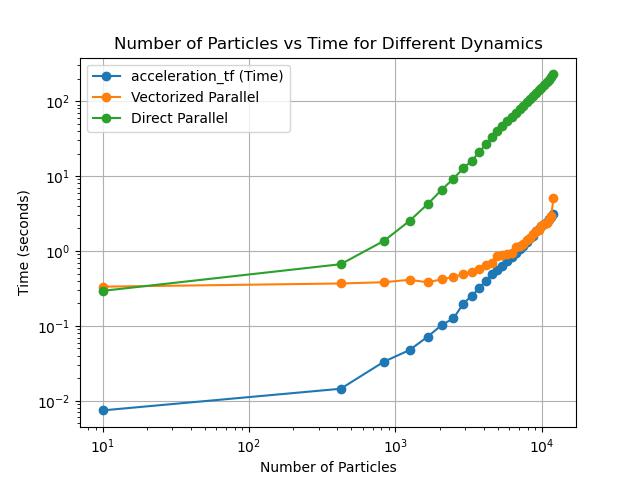 Number of Particles vs Time for Different Dynamics
acceleration_tf (Time)
Vectorized Parallel
Direct Parallel
Time (seconds)
10²
10¹
10⁰
10⁻¹
10⁻²
10¹ 10² 10³ 10⁴
Number of Particles